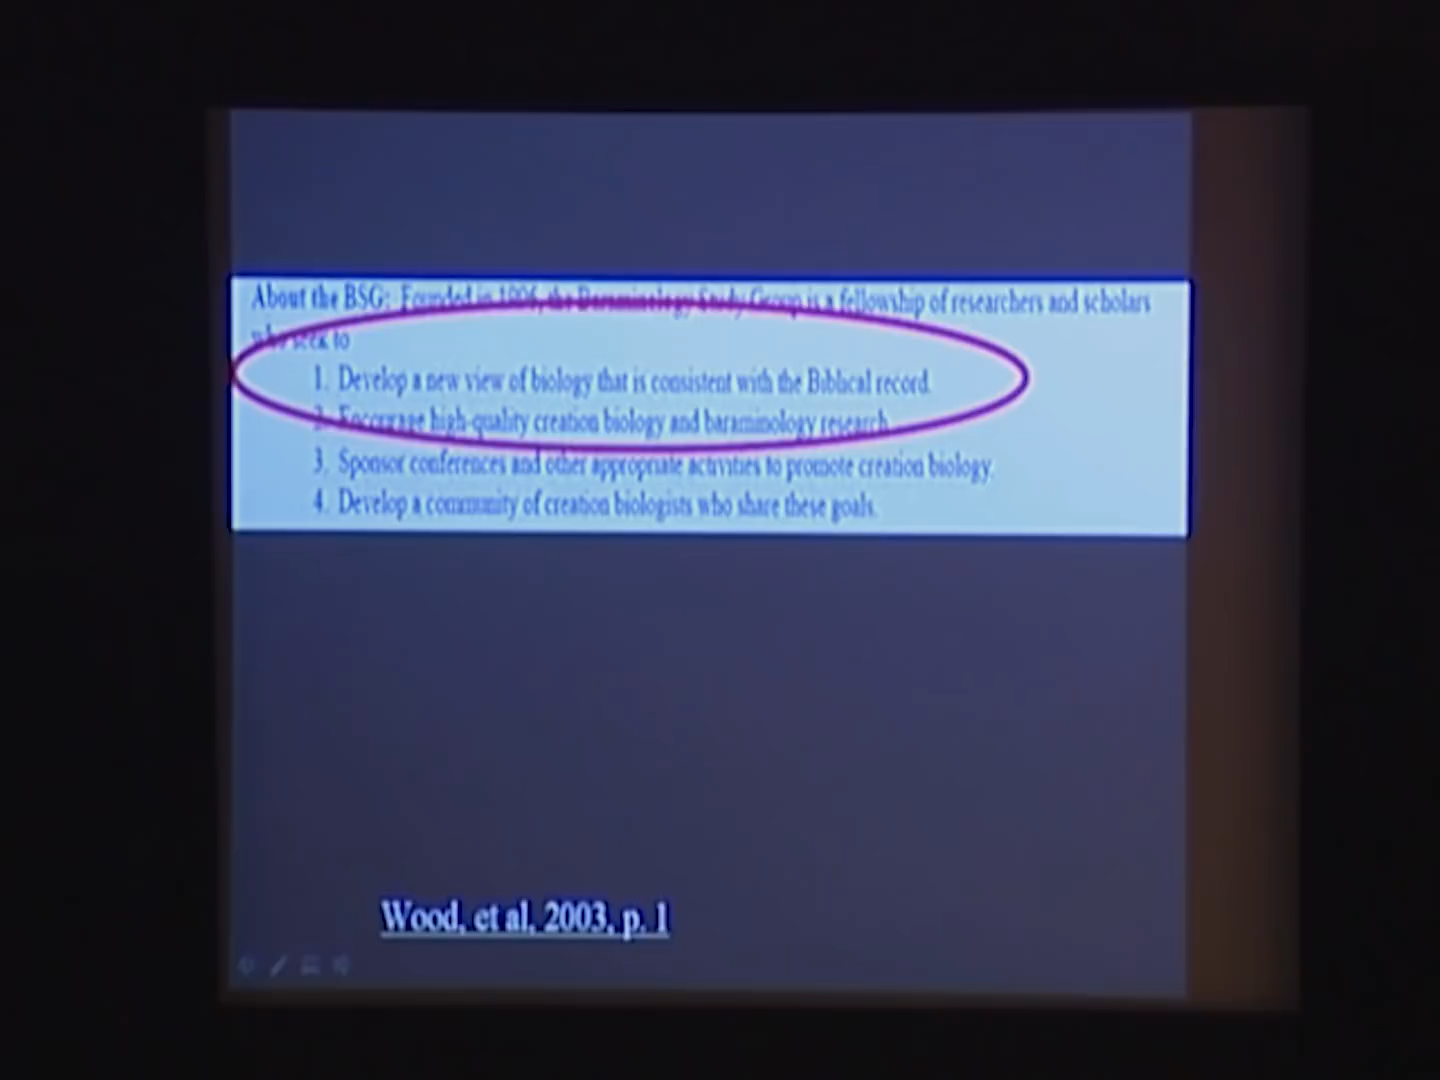 About the BSG: Founded in 1996, the Baraminology Study Group is a fellowship of researchers and scholars
who seek to
1. Develop a new view of biology that is consistent with the Biblical record.
2. Encourage high-quality creation biology and baraminology research.
3. Sponsor conferences and other appropriate activities to promote creation biology.
4. Develop a community of creation biologists who share these goals.
Wood, et al, 2003, p. 1